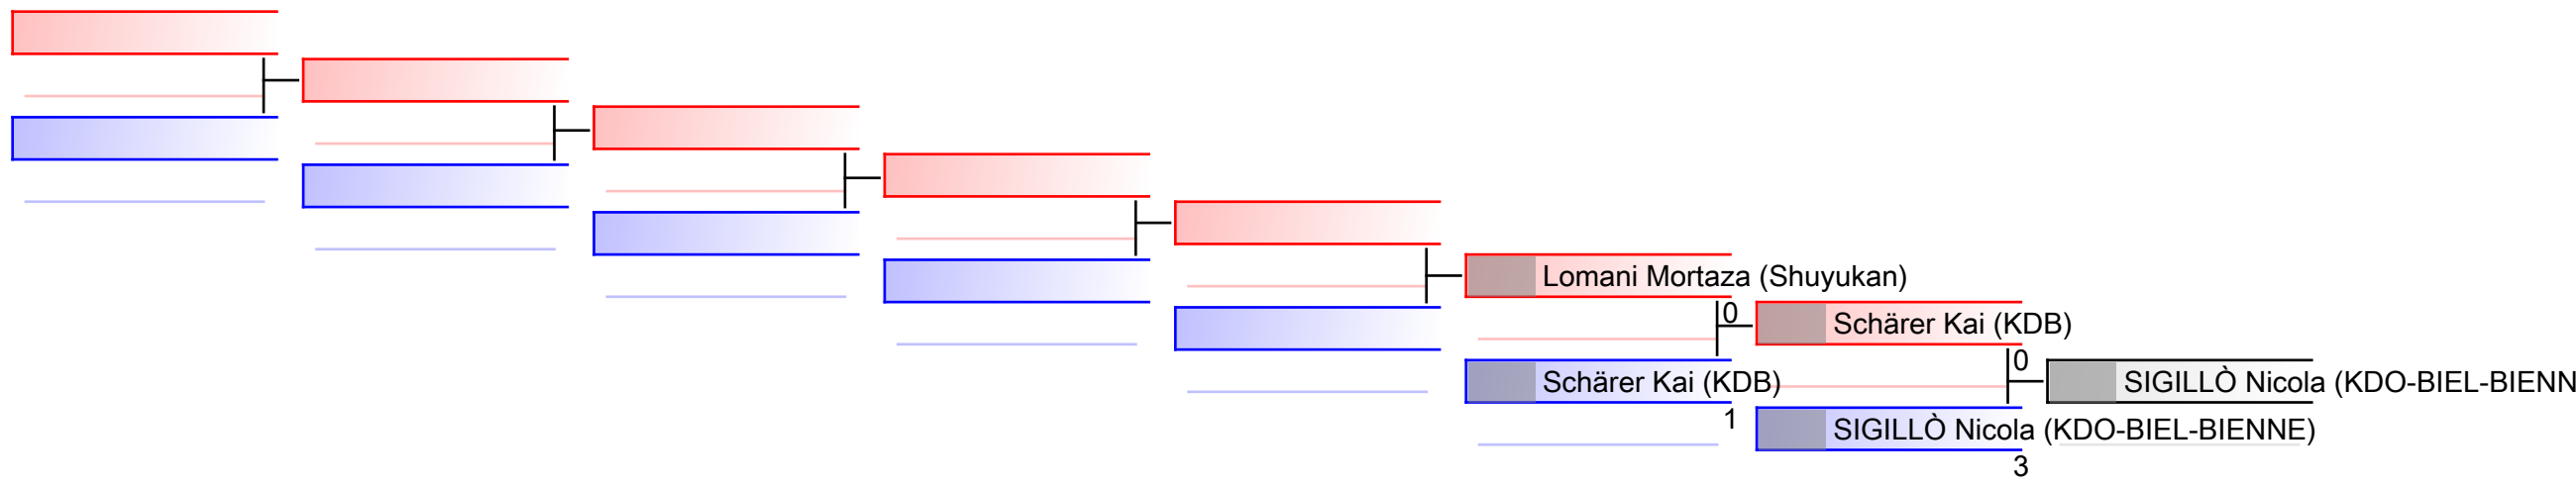 Lomani Mortaza (Shuyukan)
0
Schärer Kai (KDB)
Schärer Kai (KDB)
1
0
SIGILLÒ Nicola (KDO-BIEL-BIENNE)
3
SIGILLÒ Nicola (KDO-BIEL-BIENN